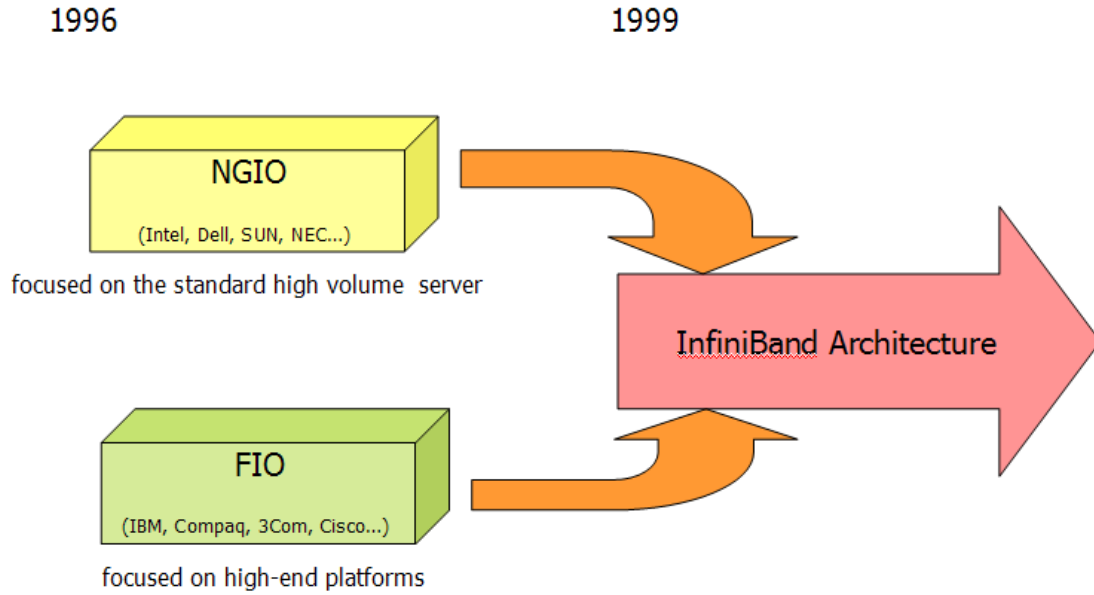 1996
1999
NGIO
(Intel, Dell, SUN, NEC...)
focused on the standard high volume server
InfiniBand Architecture
FIO
(IBM, Compaq, 3Com, Cisco...)
focused on high-end platforms